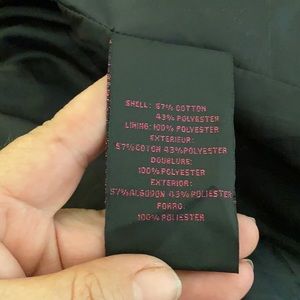 SHELL: 57% COTTON
43% POLYESTER
LINING: 100% POLYESTER
EXTERIEUR:
57% COTON 43% POLYESTER
DOUBLURE:
100% POLYESTER
EXTERIOR:
57% ALGODON 43% POLIESTER
FORRO:
100% POLIESTER